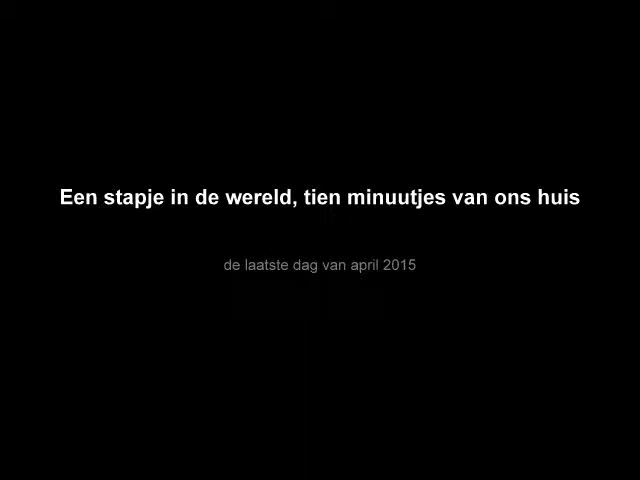 Een stapje in de wereld, tien minuutjes van ons huis
de laatste dag van april 2015